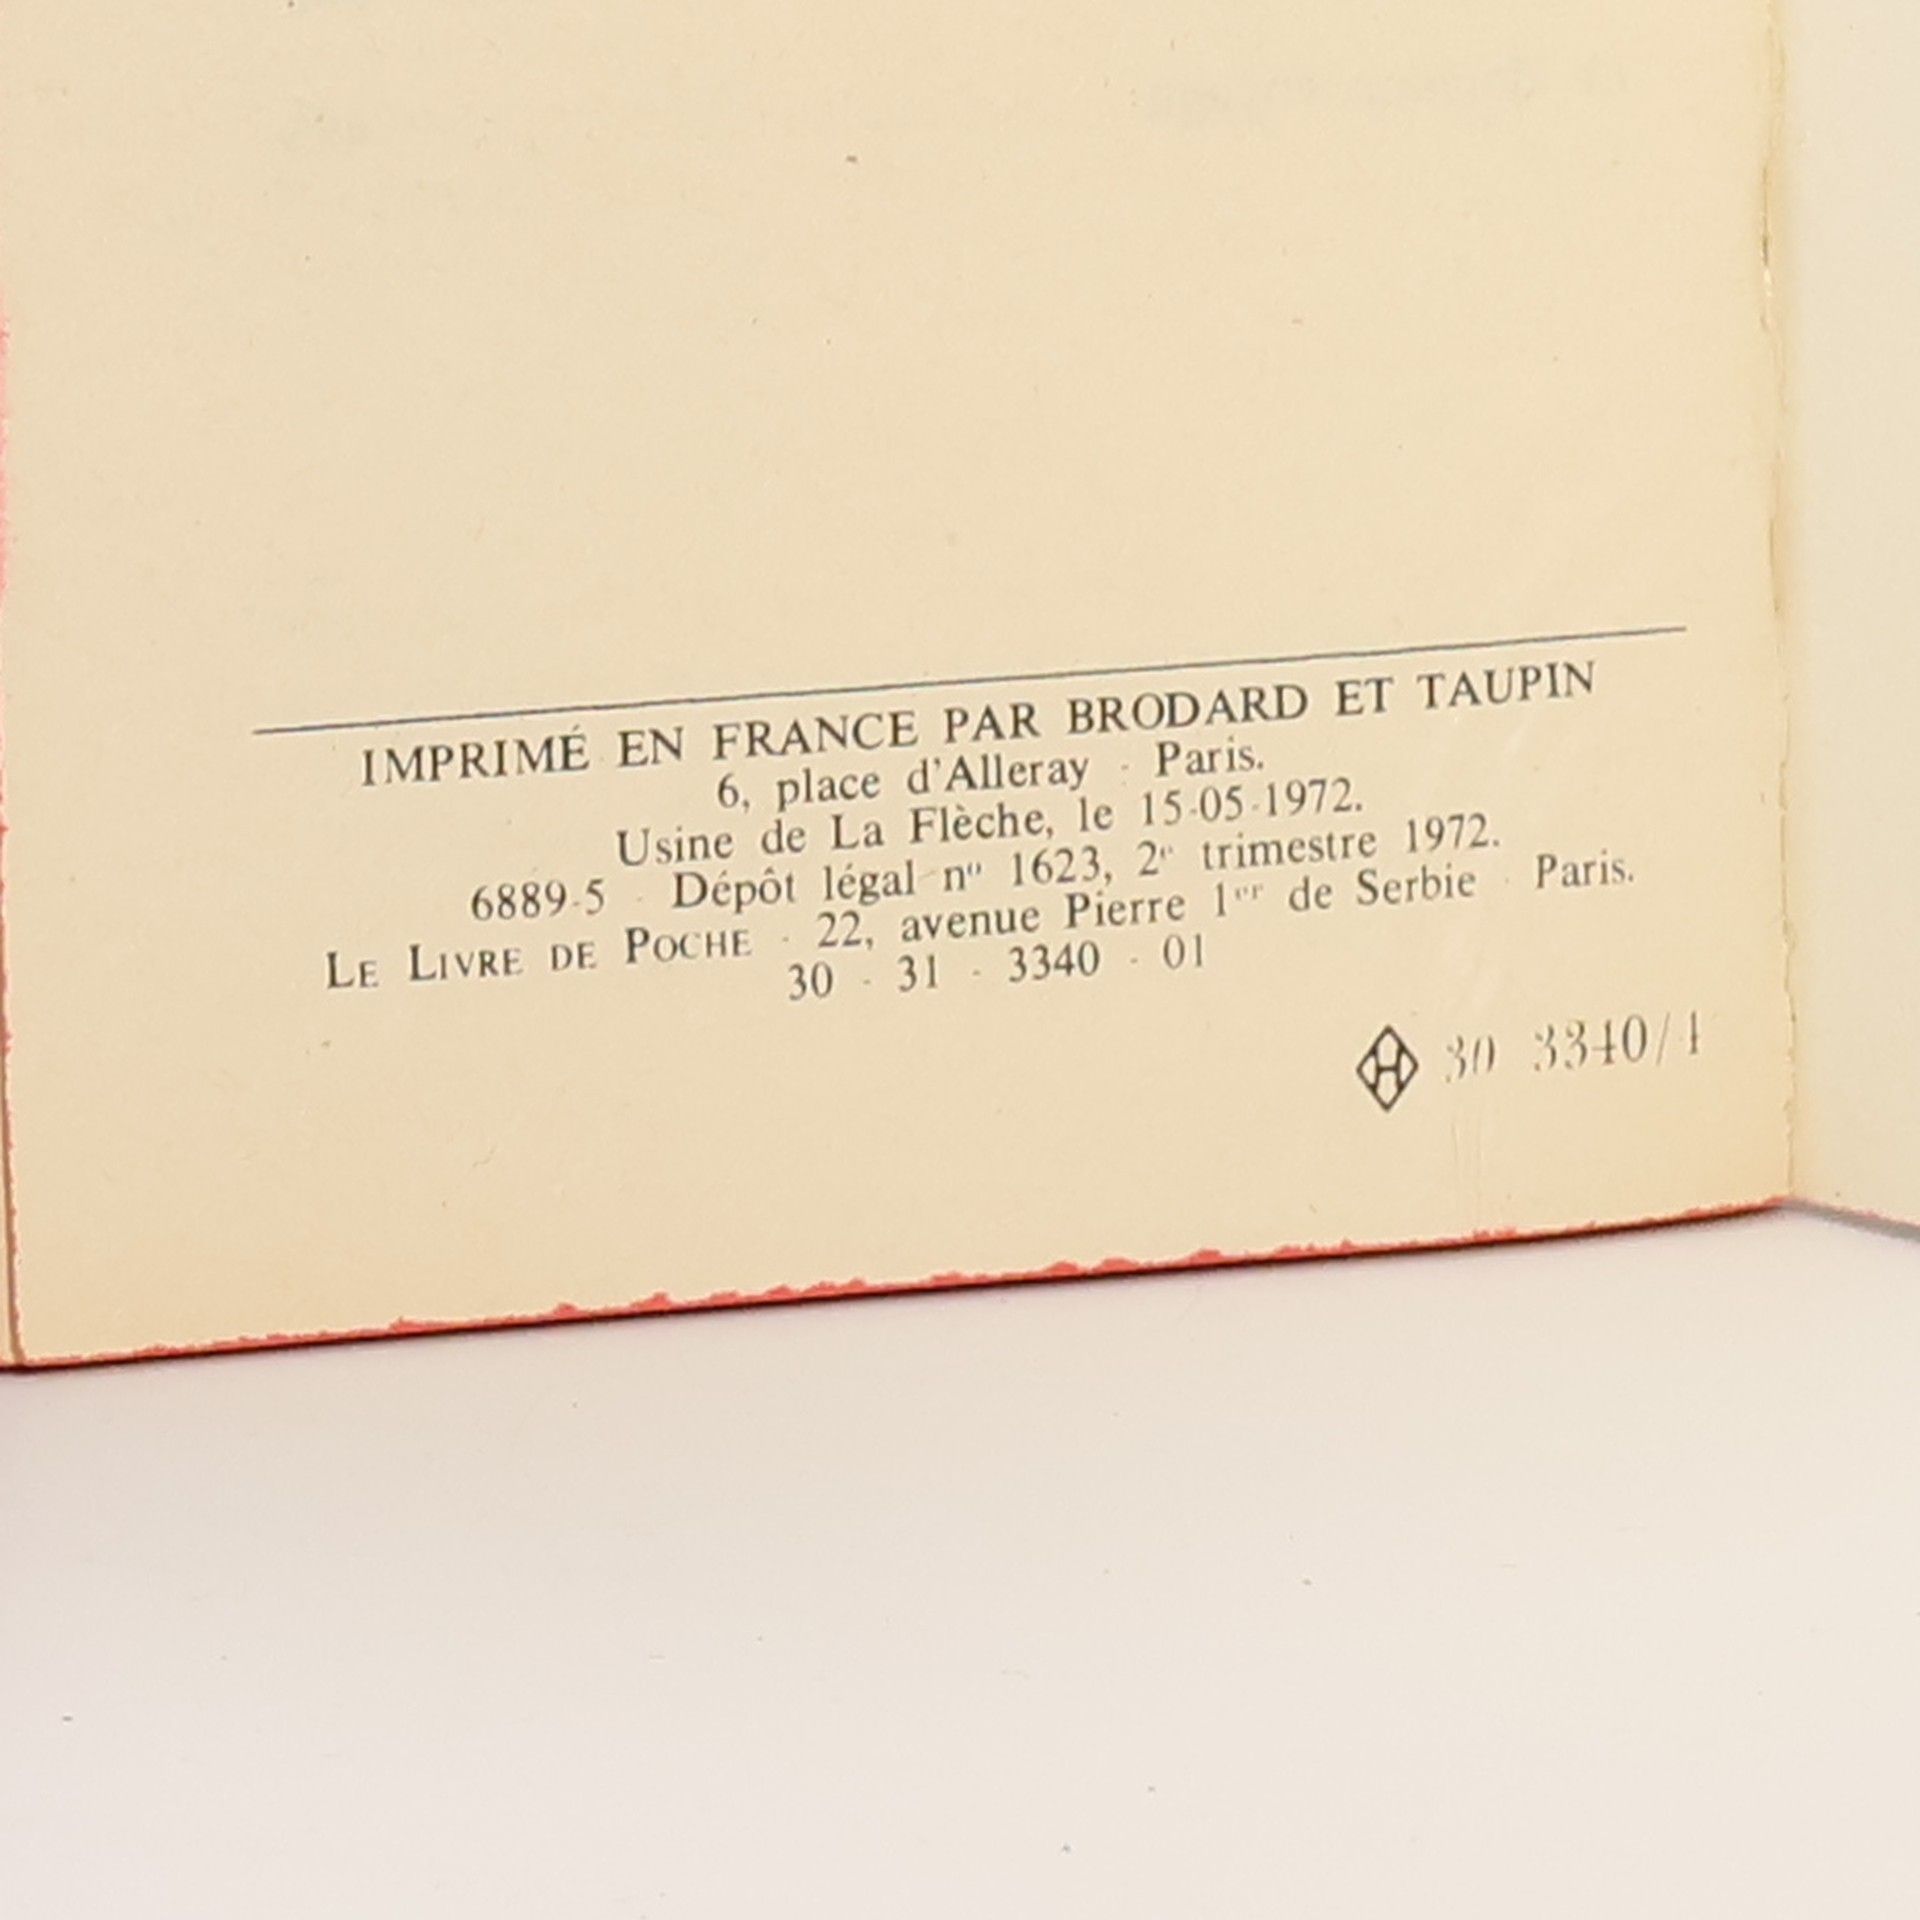 IMPRIMÉ EN FRANCE PAR BRODARD ET TAUPIN
6, place d'Alleray - Paris.
Usine de La Flèche, le 15-05-1972.
6889-5 - Dépôt légal nº 1623, 2e trimestre 1972.
LE LIVRE DE POCHE - 22, avenue Pierre 1er de Serbie - Paris.
30 - 31 - 3340 - 01
30 3340/1